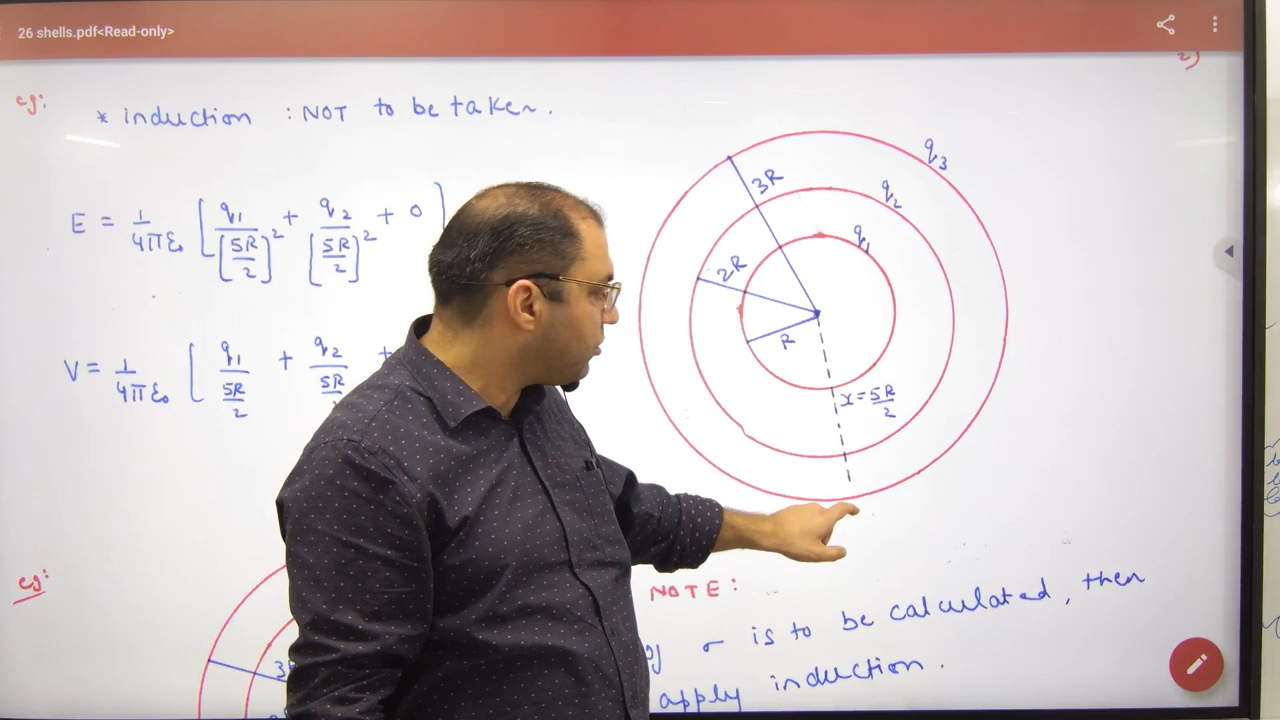 26 shells.pdf<Read-only>
2)
eg:
* induction : NOT to be taken.
E = 1/4πε₀ [ q₁/[5R/2]² + q₂/[5R/2]² + 0 ]
V = 1/4πε₀ [ q₁/(5R/2) + q₂/(5R/2) +
q₃
q₂
q₁
3R
2R
R
x = 5R/2
eg:
3R
NOTE:
σ is to be calculated, then
apply induction.